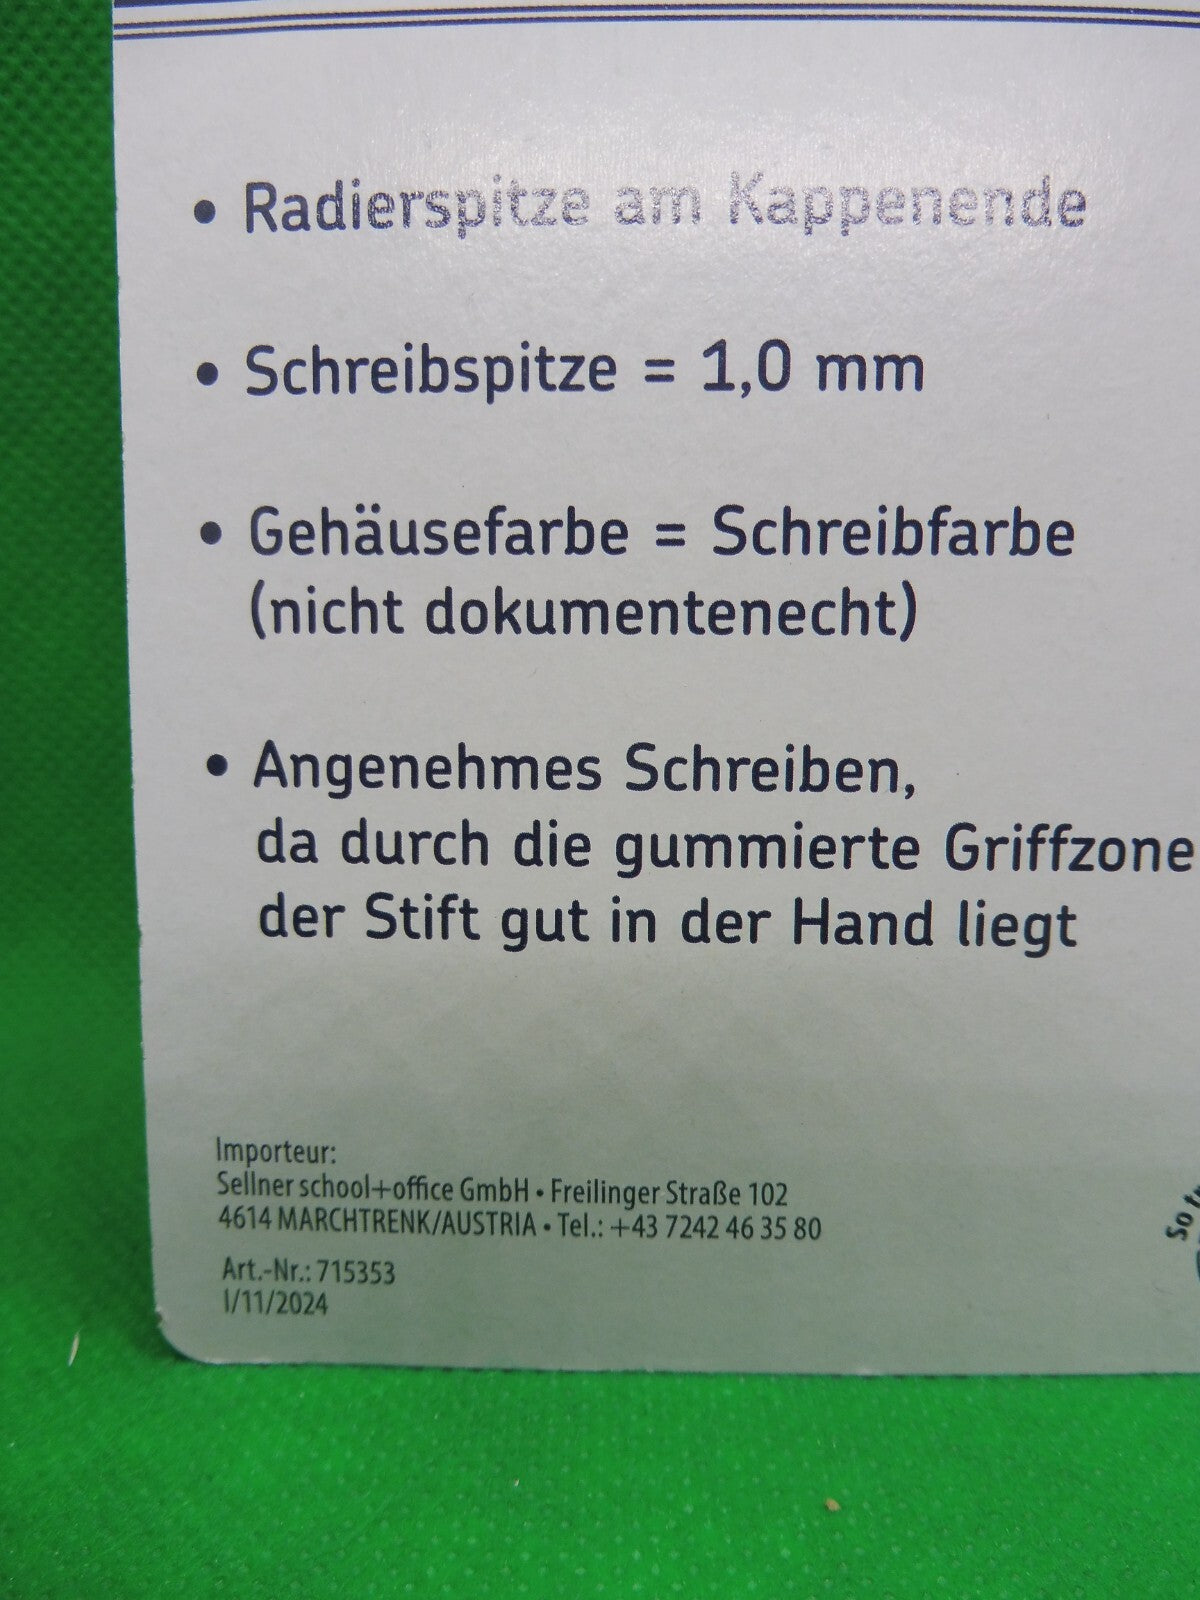 • Radierspitze am Kappenende
• Schreibspitze = 1,0 mm
• Gehäusefarbe = Schreibfarbe
(nicht dokumentenecht)
• Angenehmes Schreiben,
da durch die gummierte Griffzone
der Stift gut in der Hand liegt
Importeur:
Sellner school+office GmbH • Freilinger Straße 102
4614 MARCHTRENK/AUSTRIA • Tel.: +43 7242 46 35 80
Art.-Nr.: 715353
I/11/2024
So